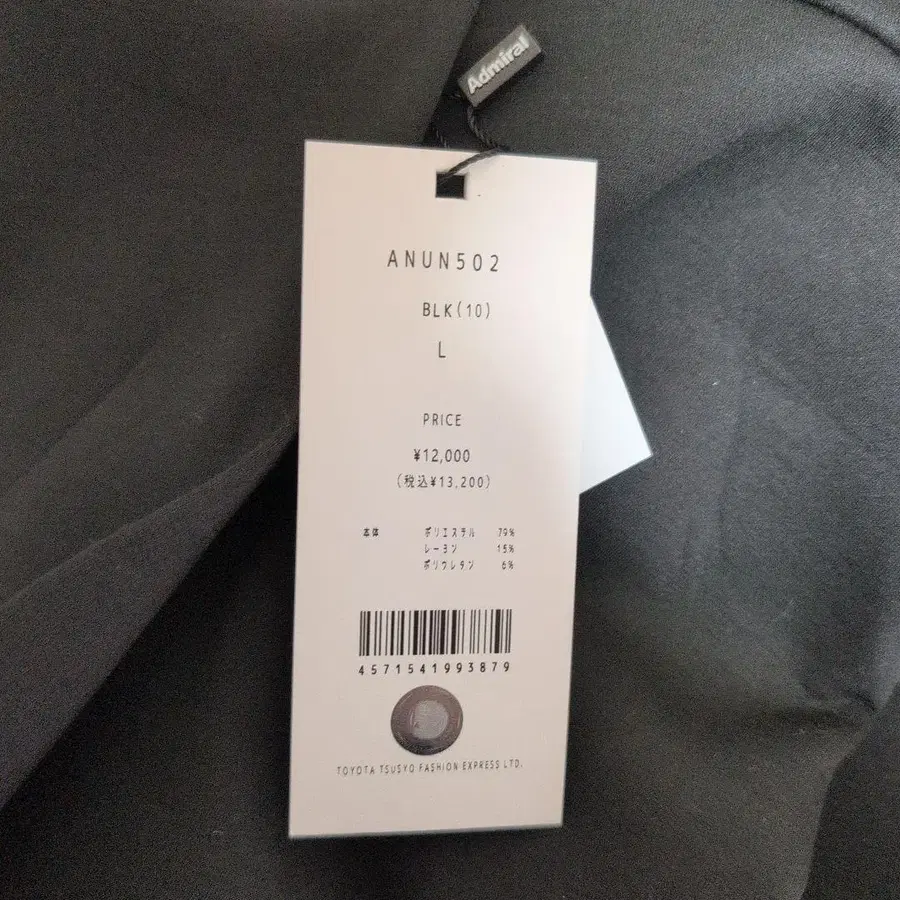 Admiral
ANUN502
BLK(10)
L
PRICE
¥12,000
(税込¥13,200)
本体 ポリエステル 79%
レーヨン 15%
ポリウレタン 6%
4571541993879
TOYOTA TSUSYO FASHION EXPRESS LTD.